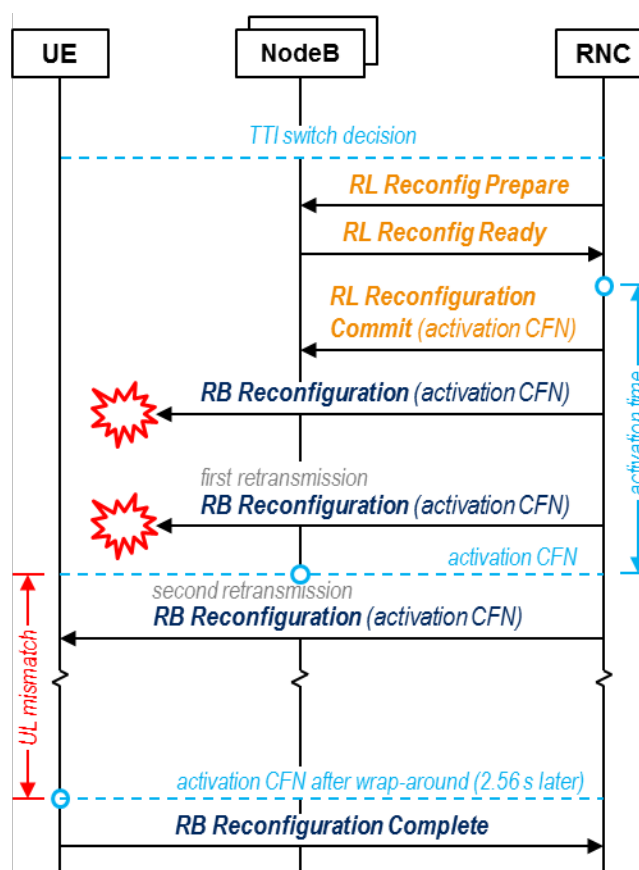 UE
NodeB
RNC
TTI switch decision
RL Reconfig Prepare
RL Reconfig Ready
RL Reconfiguration
Commit (activation CFN)
activation time
RB Reconfiguration (activation CFN)
first retransmission
RB Reconfiguration (activation CFN)
activation CFN
second retransmission
RB Reconfiguration (activation CFN)
UL mismatch
activation CFN after wrap-around (2.56 s later)
RB Reconfiguration Complete